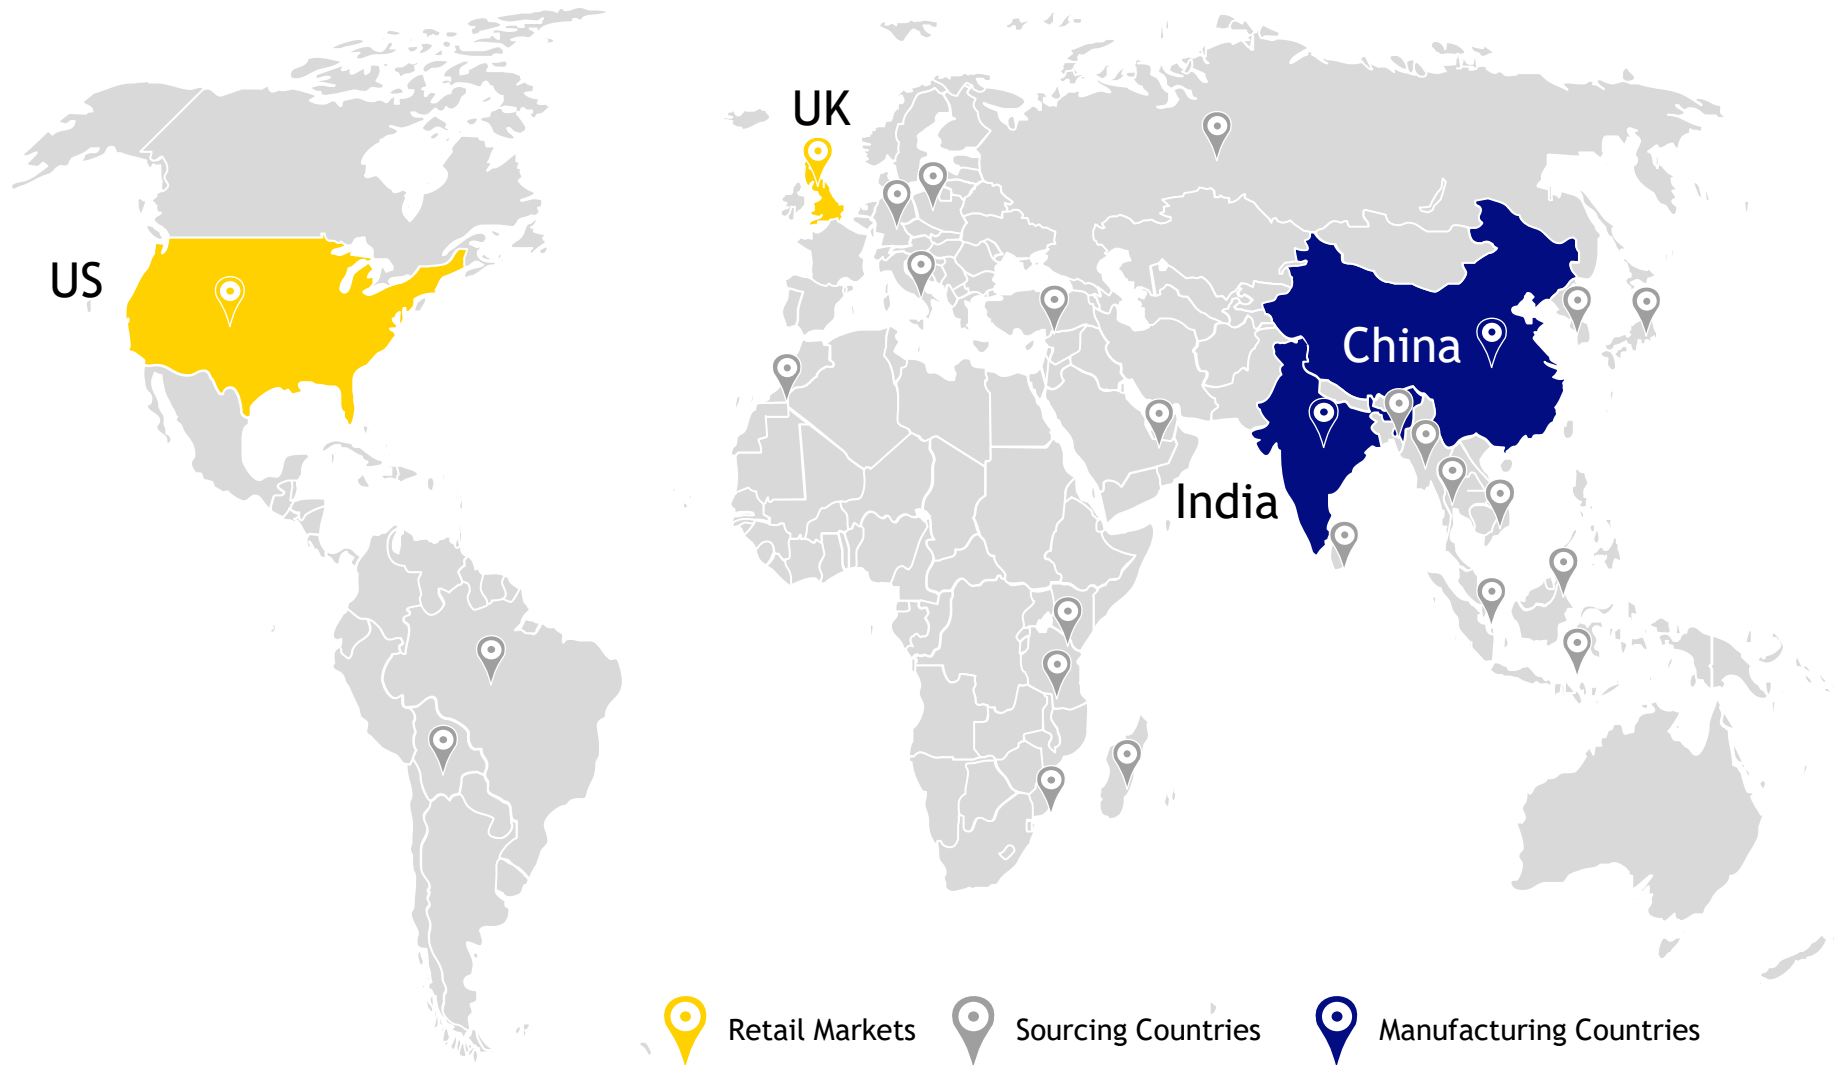 UK
US
China
India
Retail Markets
Sourcing Countries
Manufacturing Countries